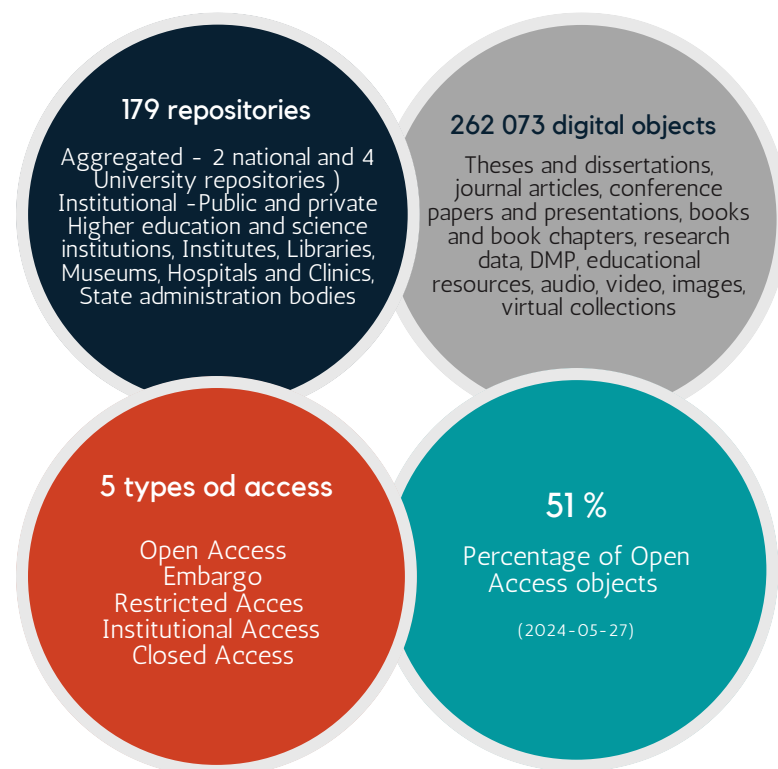 179 repositories
Aggregated - 2 national and 4
University repositories )
Institutional -Public and private
Higher education and science
institutions, Institutes, Libraries,
Museums, Hospitals and Clinics,
State administration bodies
262 073 digital objects
Theses and dissertations,
journal articles, conference
papers and presentations, books
and book chapters, research
data, DMP, educational
resources, audio, video, images,
virtual collections
5 types od access
Open Access
Embargo
Restricted Acces
Institutional Access
Closed Access
51 %
Percentage of Open
Access objects
(2024-05-27)